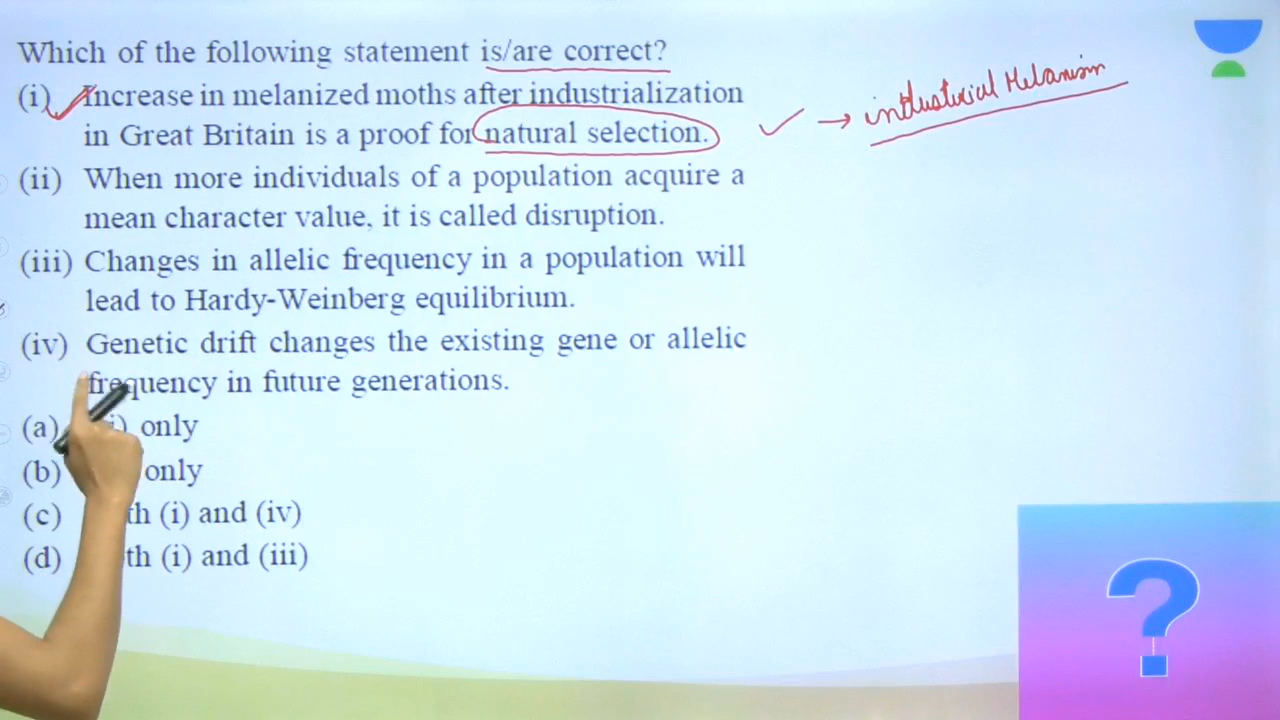 Which of the following statement is/are correct?
(i) Increase in melanized moths after industrialization
in Great Britain is a proof for natural selection.
→ industerial Melanism
(ii) When more individuals of a population acquire a
mean character value, it is called disruption.
(iii) Changes in allelic frequency in a population will
lead to Hardy-Weinberg equilibrium.
(iv) Genetic drift changes the existing gene or allelic
frequency in future generations.
(a) only
(b) only
(c) (i) and (iv)
(d) (i) and (iii)
?